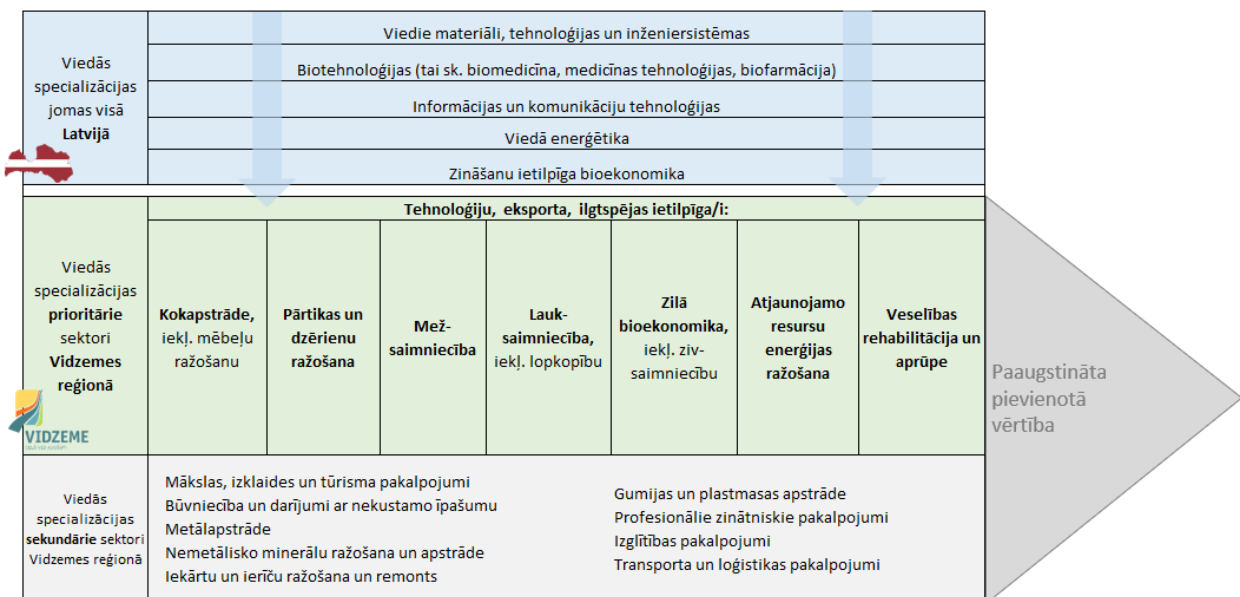 Viedās
specializācijas
jomas visā
Latvijā
Viedie materiāli, tehnoloģijas un inženiersistēmas
Biotehnoloģijas (tai sk. biomedicīna, medicīnas tehnoloģijas, biofarmācija)
Informācijas un komunikāciju tehnoloģijas
Viedā enerģētika
Zināšanu ietilpīga bioekonomika
Viedās
specializācijas
prioritārie
sektori
Vidzemes
reģionā
VIDZEME
Tehnoloģiju, eksporta, ilgtspējas ietilpīga/i:
Kokapstrāde,
iekļ. mēbeļu
ražošanu
Pārtikas un
dzērienu
ražošana
Mež-
saimniecība
Lauk-
saimniecība,
iekļ. lopkopību
Zilā
bioekonomika,
iekļ. ziv-
saimniecību
Atjaunojamo
resursu
enerģijas
ražošana
Veselības
rehabilitācija un
aprūpe
Paaugstināta
pievienotā
vērtība
Viedās
specializācijas
sekundārie sektori
Vidzemes reģionā
Mākslas, izklaides un tūrisma pakalpojumi
Būvniecība un darījumi ar nekustamo īpašumu
Metālapstrāde
Nemetālisko minerālu ražošana un apstrāde
Iekārtu un ierīču ražošana un remonts
Gumijas un plastmasas apstrāde
Profesionālie zinātniskie pakalpojumi
Izglītības pakalpojumi
Transporta un loģistikas pakalpojumi